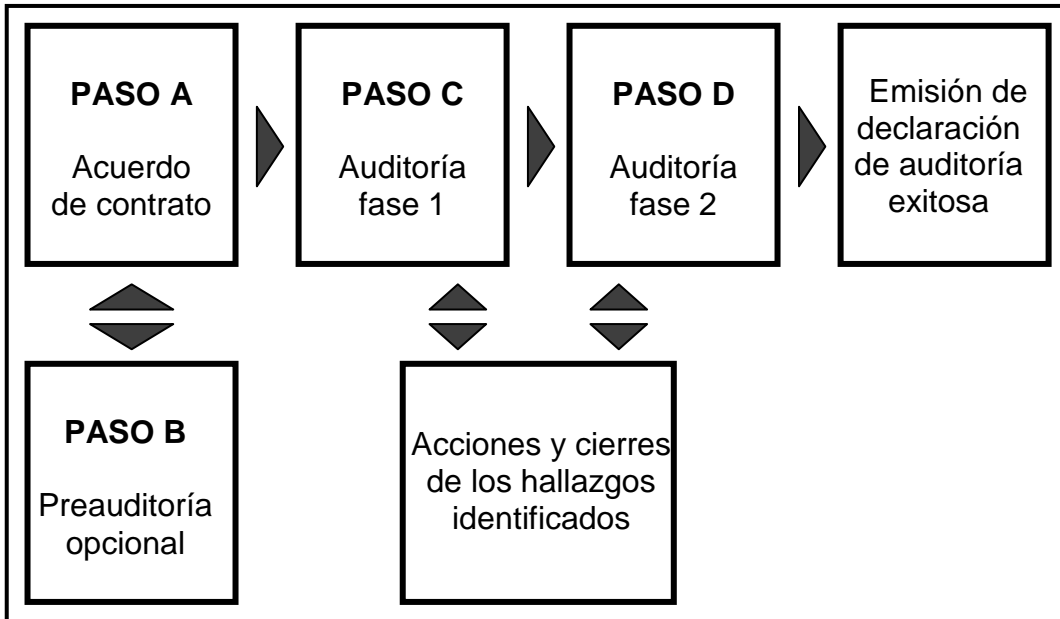 PASO A
Acuerdo
de contrato
PASO C
Auditoría
fase 1
PASO D
Auditoría
fase 2
Emisión de
declaración
de auditoría
exitosa
PASO B
Preauditoría
opcional
Acciones y cierres
de los hallazgos
identificados